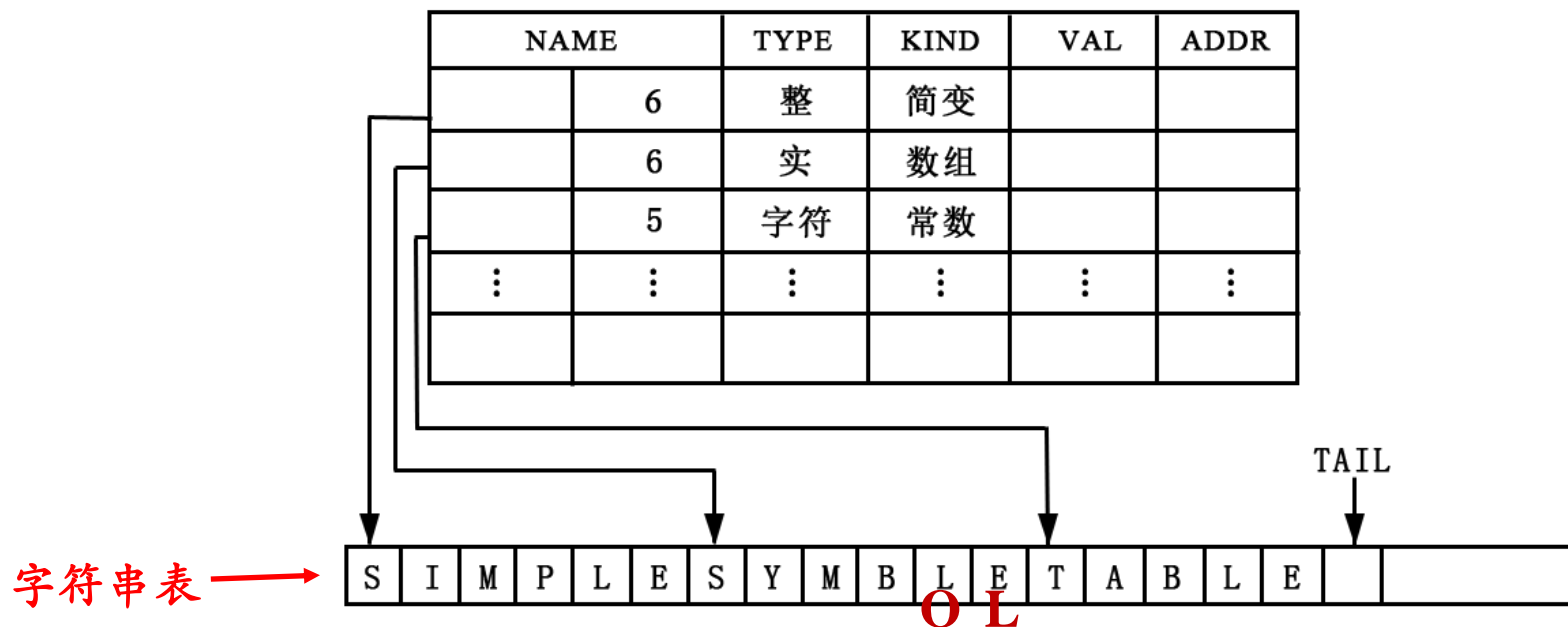 NAME TYPE KIND VAL ADDR
6 整 简变
6 实 数组
5 字符 常数
⋮ ⋮ ⋮ ⋮ ⋮ ⋮
TAIL
字符串表 S I M P L E S Y M B L E T A B L E
O L